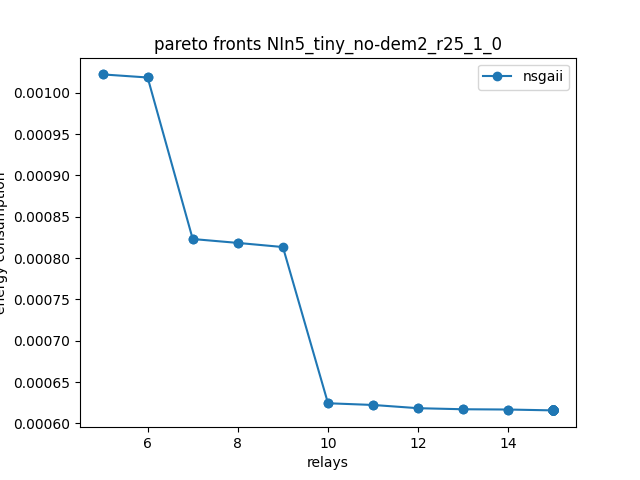 pareto fronts NIn5_tiny_no-dem2_r25_1_0
nsgaii
0.00100
0.00095
0.00090
0.00085
0.00080
0.00075
0.00070
0.00065
0.00060
energy consumption
6 8 10 12 14
relays